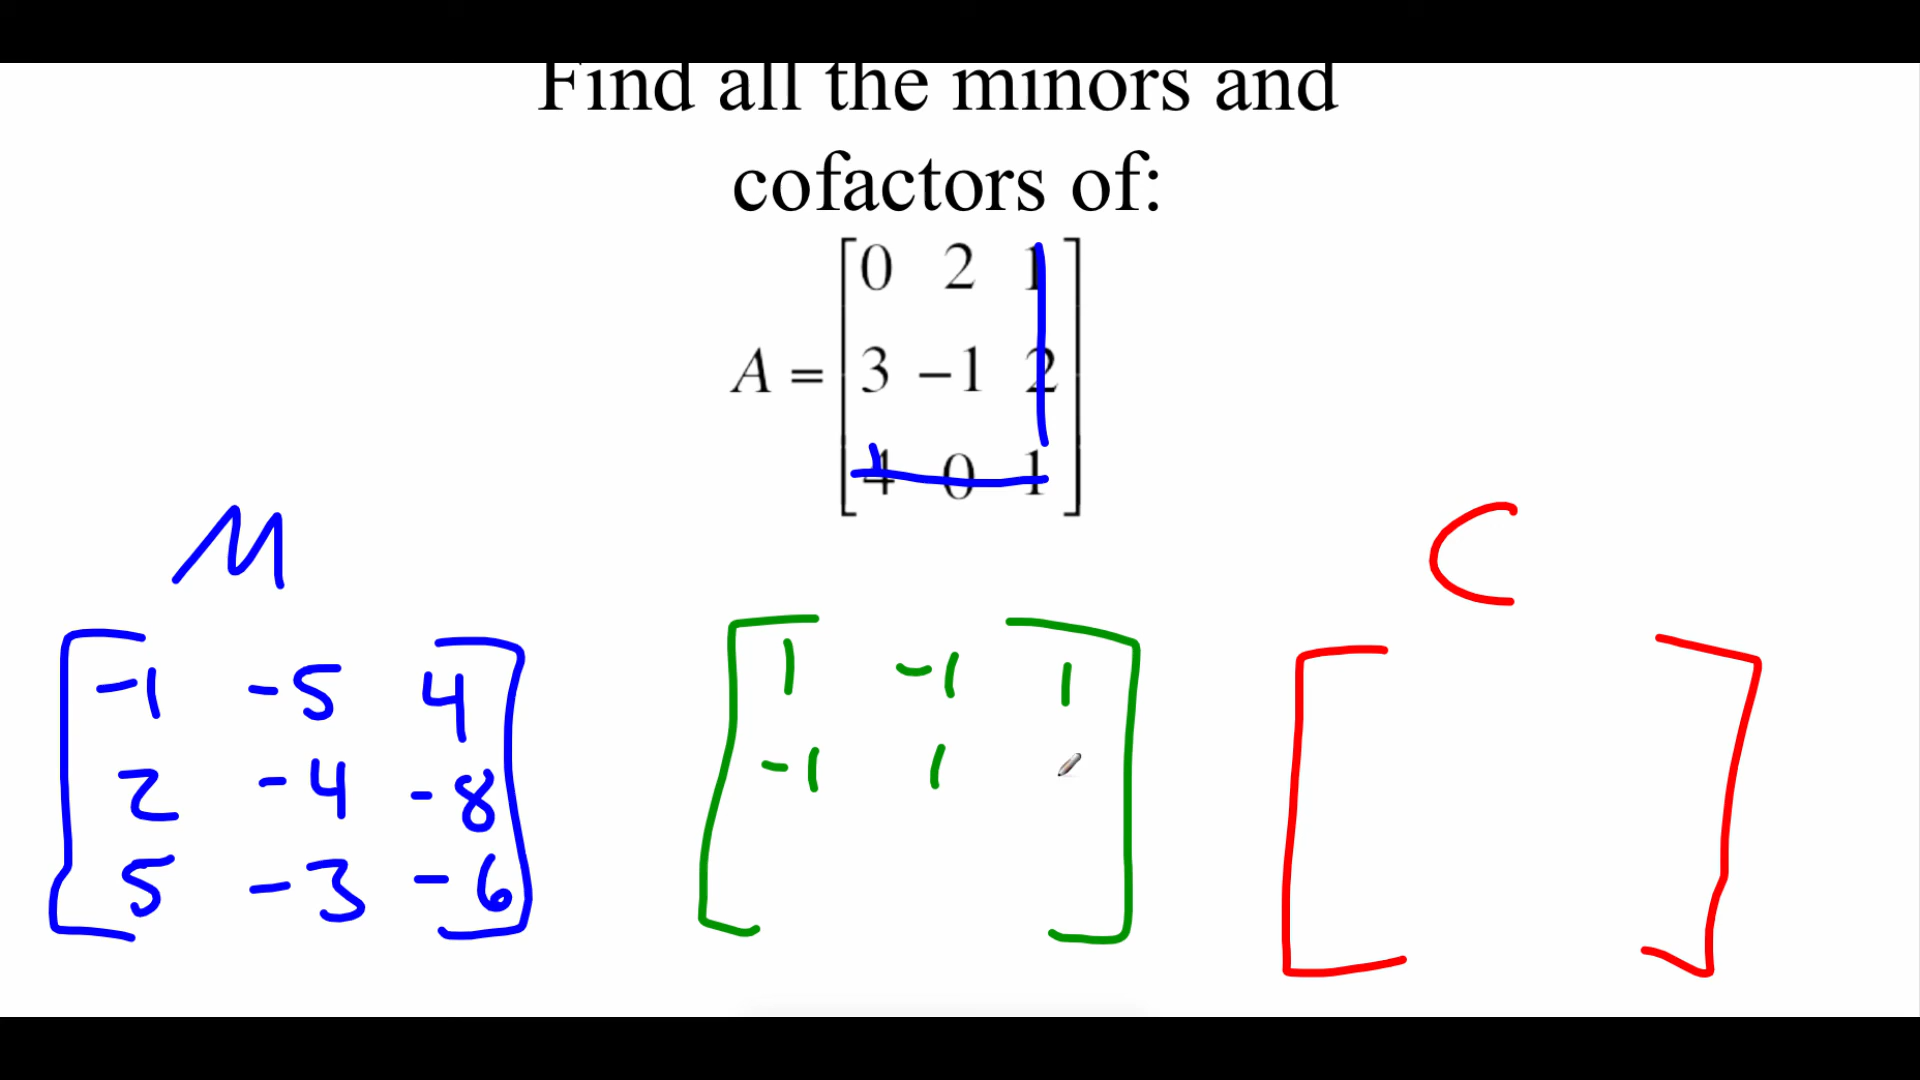 Find all the minors and
cofactors of:
0 2 1
A = 3 −1 2
4 0 1
M
C
-1 -5 4
2 -4 -8
5 -3 -6
1 -1 1
-1 1